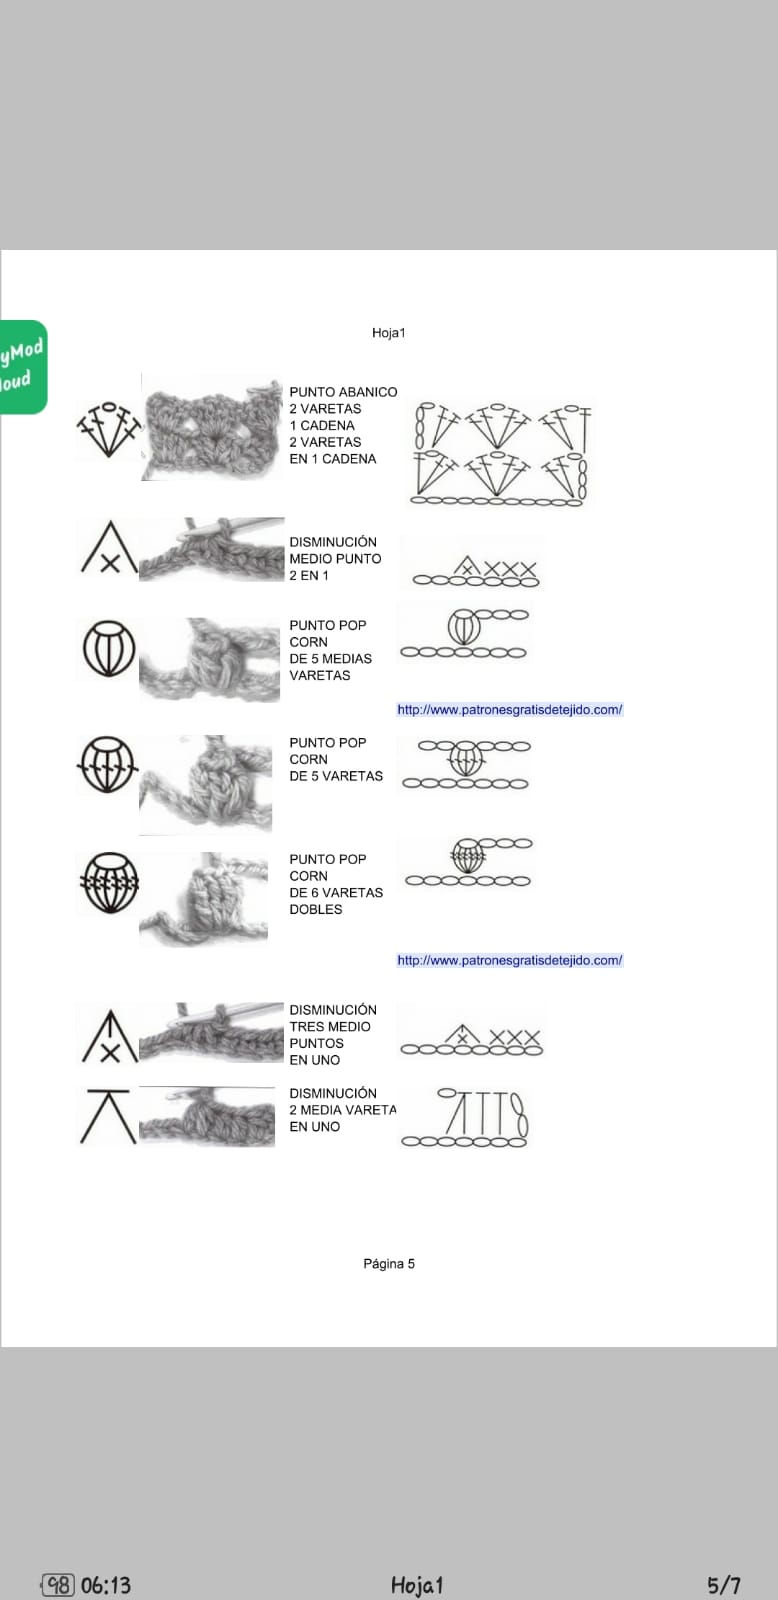 Hoja1
yMod
loud
PUNTO ABANICO
2 VARETAS
1 CADENA
2 VARETAS
EN 1 CADENA
DISMINUCIÓN
MEDIO PUNTO
2 EN 1
PUNTO POP
CORN
DE 5 MEDIAS
VARETAS
http://www.patronesgratisdetejido.com/
PUNTO POP
CORN
DE 5 VARETAS
PUNTO POP
CORN
DE 6 VARETAS
DOBLES
http://www.patronesgratisdetejido.com/
DISMINUCIÓN
TRES MEDIO
PUNTOS
EN UNO
DISMINUCIÓN
2 MEDIA VARETA
EN UNO
Página 5
98 06:13
Hoja1
5/7